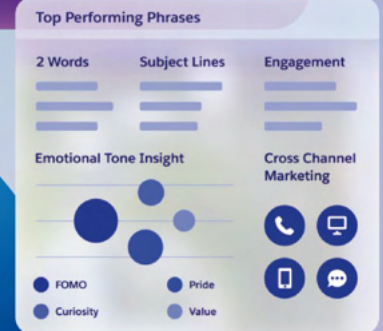 Top Performing Phrases
2 Words
Subject Lines
Engagement
Emotional Tone Insight
Cross Channel
Marketing
FOMO
Pride
Curiosity
Value